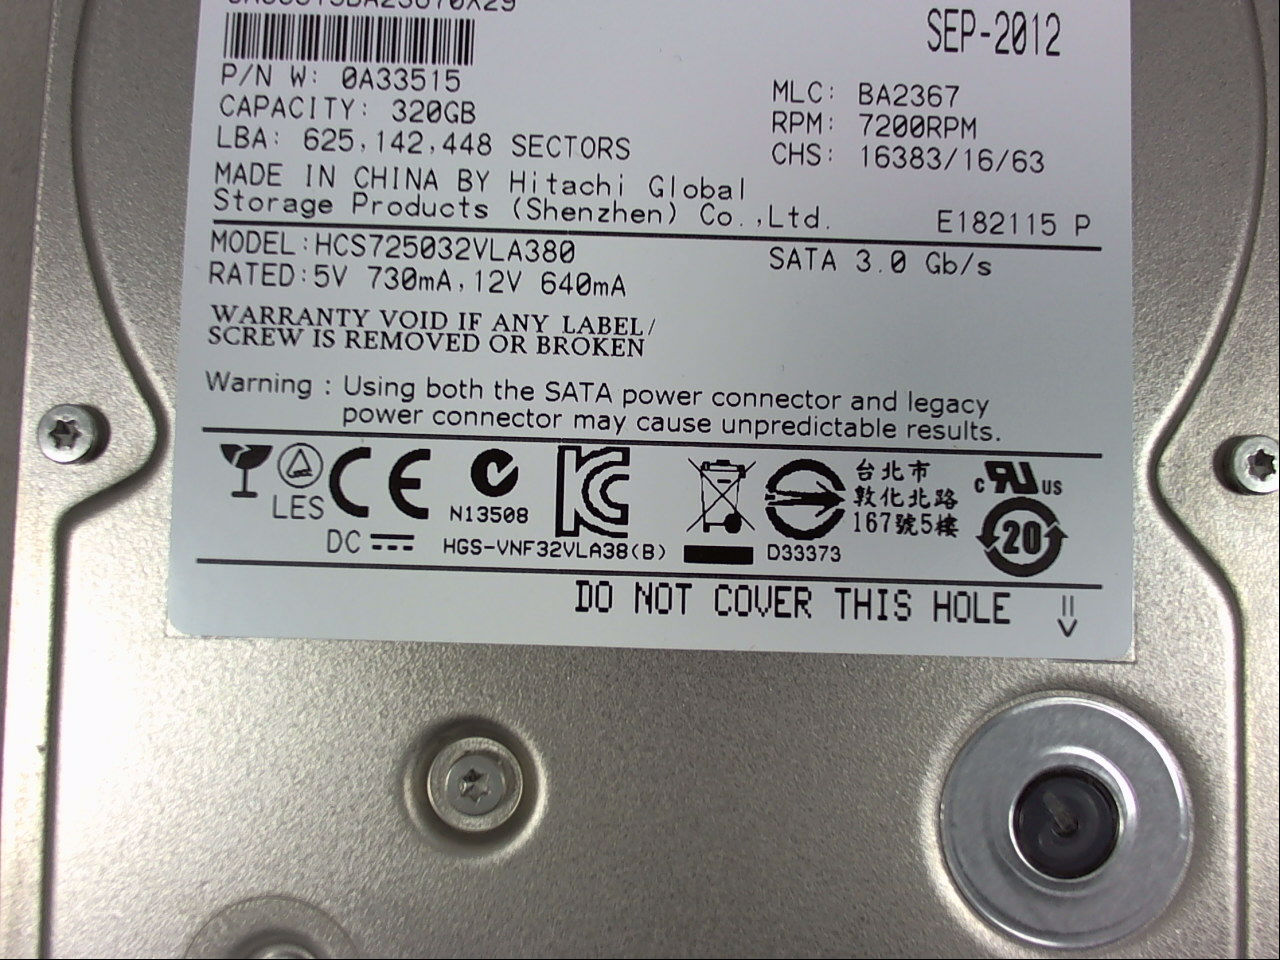 SEP-2012
P/N W: 0A33515
CAPACITY: 320GB
LBA: 625,142,448 SECTORS
MLC: BA2367
RPM: 7200RPM
CHS: 16383/16/63
MADE IN CHINA BY Hitachi Global
Storage Products (Shenzhen) Co.,Ltd.
E182115 P
MODEL:HCS725032VLA380
SATA 3.0 Gb/s
RATED:5V 730mA,12V 640mA
WARRANTY VOID IF ANY LABEL/
SCREW IS REMOVED OR BROKEN
Warning : Using both the SATA power connector and legacy
power connector may cause unpredictable results.
LES
CE
N13508
KC
DC
HGS-VNF32VLA38(B)
D33373
台北市
敦化北路
167號5樓
c RU US
20
DO NOT COVER THIS HOLE